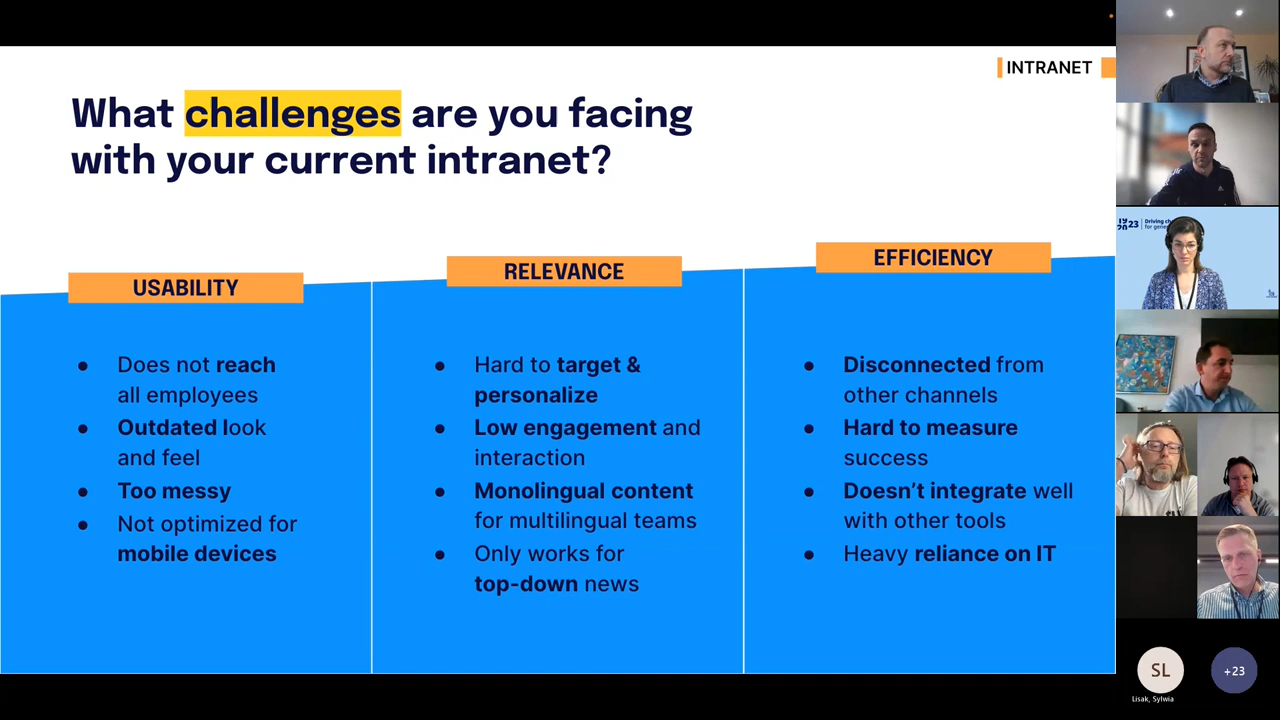 INTRANET
What challenges are you facing
with your current intranet?
USABILITY
Does not reach
all employees
Outdated look
and feel
Too messy
Not optimized for
mobile devices
RELEVANCE
Hard to target &
personalize
Low engagement and
interaction
Monolingual content
for multilingual teams
Only works for
top-down news
EFFICIENCY
Disconnected from
other channels
Hard to measure
success
Doesn't integrate well
with other tools
Heavy reliance on IT
23
Driving
for
SL
Lisak, Sylwia
+23